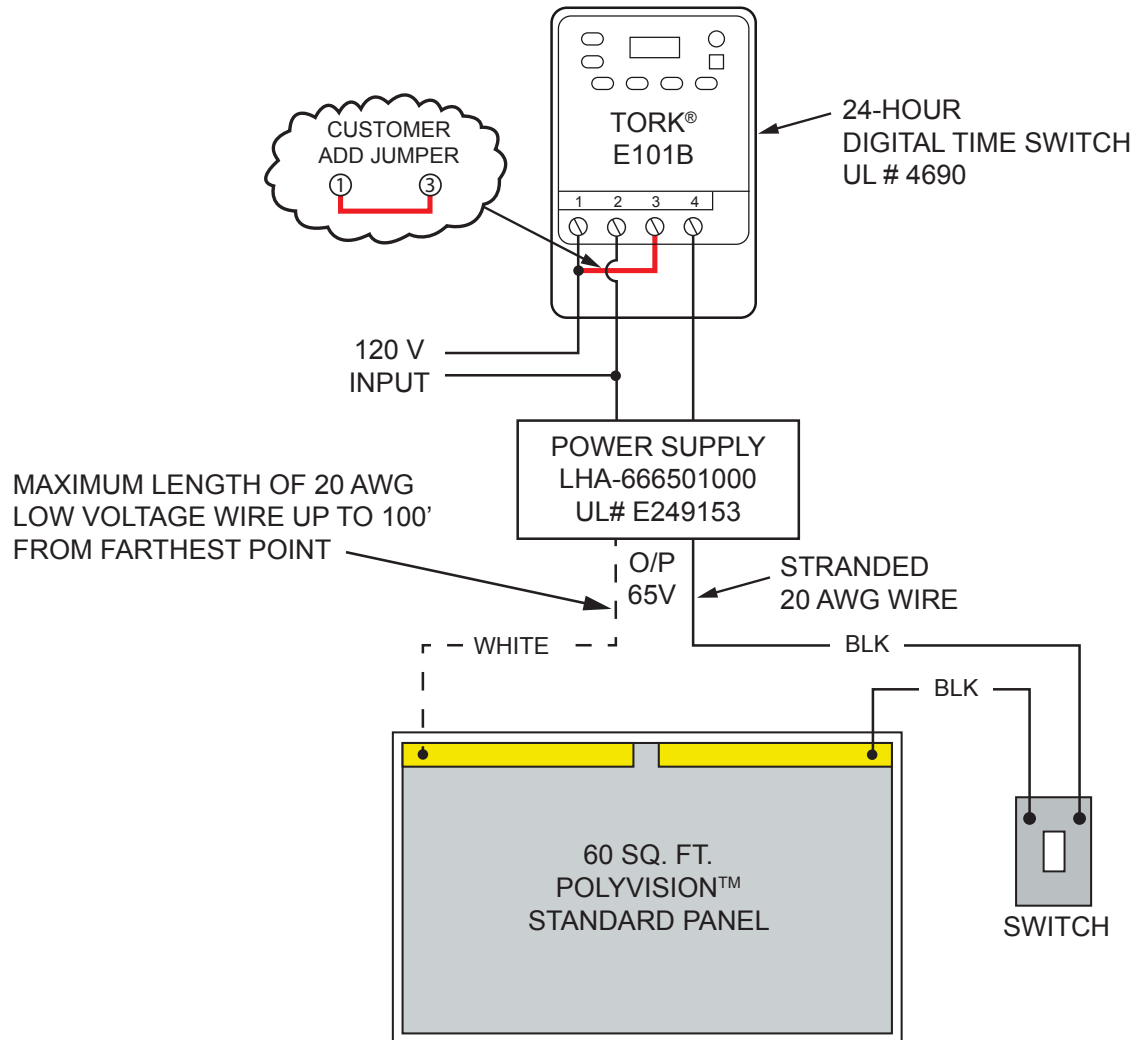 CUSTOMER
ADD JUMPER
1 3
TORK®
E101B
1 2 3 4
24-HOUR
DIGITAL TIME SWITCH
UL # 4690
120 V
INPUT
POWER SUPPLY
LHA-666501000
UL# E249153
MAXIMUM LENGTH OF 20 AWG
LOW VOLTAGE WIRE UP TO 100’
FROM FARTHEST POINT
O/P
65V
STRANDED
20 AWG WIRE
WHITE
BLK
BLK
60 SQ. FT.
POLYVISION™
STANDARD PANEL
SWITCH